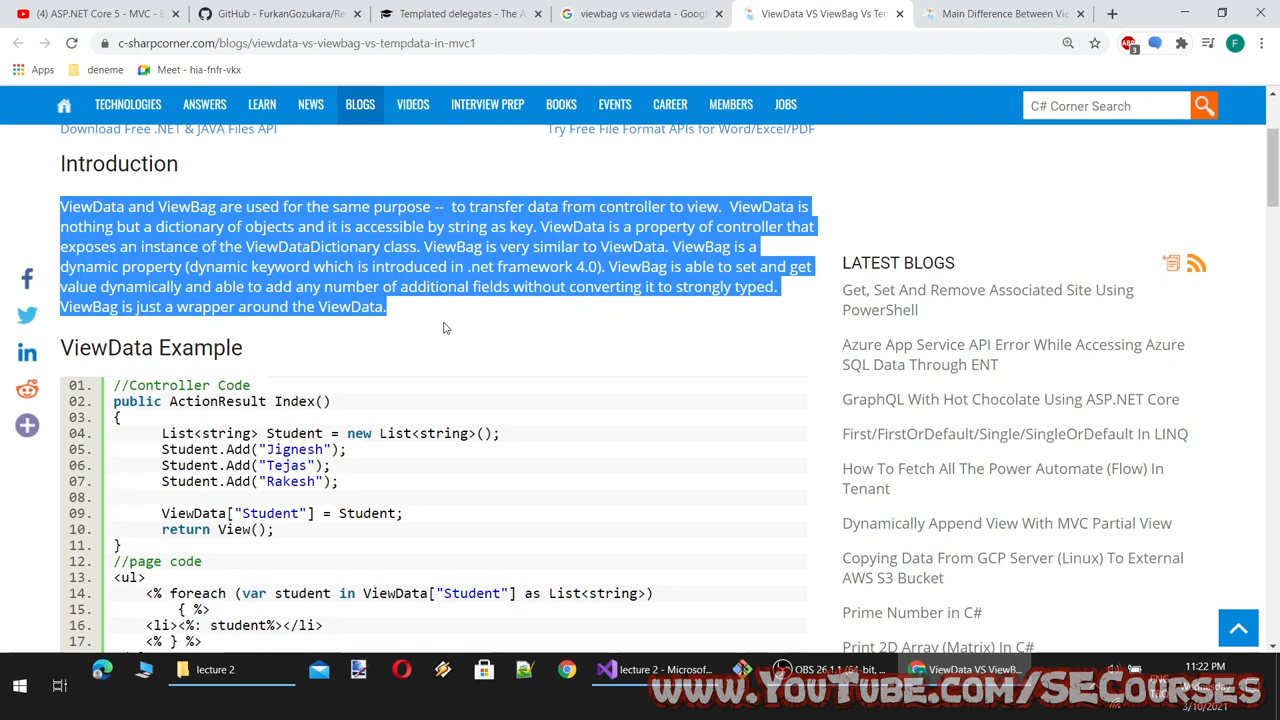 (4) ASP.NET Core 5 - MVC - B
GitHub - FurkanGozukara/Re
Templated delegates - The A
viewbag vs viewdata - Googl
ViewData VS ViewBag Vs Tem
Main Difference Between Vie
c-sharpcorner.com/blogs/viewdata-vs-viewbag-vs-tempdata-in-mvc1
3
F
Apps
deneme
Meet - hia-fnfr-vkx
TECHNOLOGIES
ANSWERS
LEARN
NEWS
BLOGS
VIDEOS
INTERVIEW PREP
BOOKS
EVENTS
CAREER
MEMBERS
JOBS
C# Corner Search
Download Free .NET & JAVA Files API
Try Free File Format APIs for Word/Excel/PDF
Introduction
ViewData and ViewBag are used for the same purpose -- to transfer data from controller to view. ViewData is
nothing but a dictionary of objects and it is accessible by string as key. ViewData is a property of controller that
exposes an instance of the ViewDataDictionary class. ViewBag is very similar to ViewData. ViewBag is a
dynamic property (dynamic keyword which is introduced in .net framework 4.0). ViewBag is able to set and get
value dynamically and able to add any number of additional fields without converting it to strongly typed.
ViewBag is just a wrapper around the ViewData.
ViewData Example
01. //Controller Code
02. public ActionResult Index()
03. {
04. List<string> Student = new List<string>();
05. Student.Add("Jignesh");
06. Student.Add("Tejas");
07. Student.Add("Rakesh");
08.
09. ViewData["Student"] = Student;
10. return View();
11. }
12. //page code
13. <ul>
14. <% foreach (var student in ViewData["Student"] as List<string>)
15. { %>
16. <li><%: student%></li>
17. <% } %>
LATEST BLOGS
Get, Set And Remove Associated Site Using
PowerShell
Azure App Service API Error While Accessing Azure
SQL Data Through ENT
GraphQL With Hot Chocolate Using ASP.NET Core
First/FirstOrDefault/Single/SingleOrDefault In LINQ
How To Fetch All The Power Automate (Flow) In
Tenant
Dynamically Append View With MVC Partial View
Copying Data From GCP Server (Linux) To External
AWS S3 Bucket
Prime Number in C#
Print 2D Array (Matrix) In C#
lecture 2
lecture 2 - Microsof...
OBS 26.1.1 (64-bit, ...
ViewData VS ViewB...
ENG
11:22 PM
Wednesday
3/10/2021
www.YouTube.com/SECourses